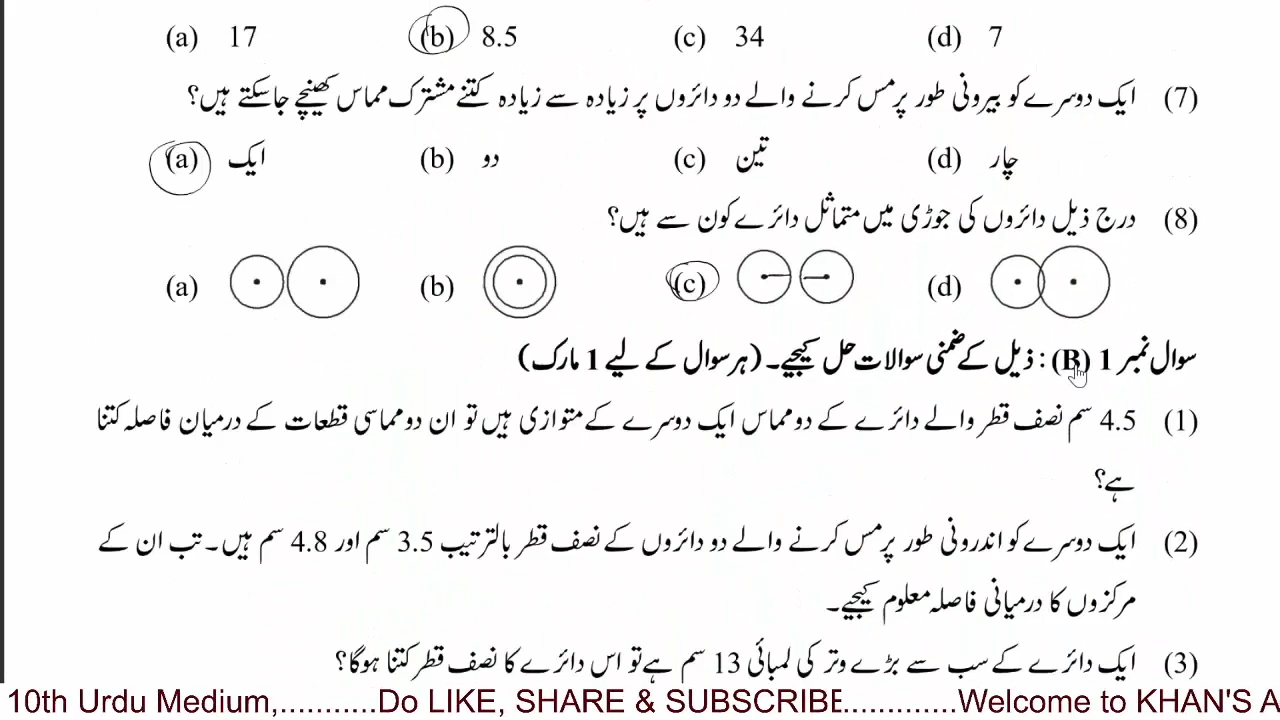 (a) 17 (b) 8.5 (c) 34 (d) 7
(7) ایک دوسرے کو بیرونی طور پر مس کرنے والے دو دائروں پر زیادہ سے زیادہ کتنے مشترک مماس کھینچے جاسکتے ہیں؟
(a) ایک (b) دو (c) تین (d) چار
(8) درج ذیل دائروں کی جوڑی میں متماثل دائرے کون سے ہیں؟
(a) (b) (c) (d)
سوال نمبر 1 (B) : ذیل کے ضمنی سوالات حل کیجیے۔ (ہر سوال کے لیے 1 مارک)
(1) 4.5 سم نصف قطر والے دائرے کے دو مماس ایک دوسرے کے متوازی ہیں تو ان دو مماسی قطعات کے درمیان فاصلہ کتنا
ہے؟
(2) ایک دوسرے کو اندرونی طور پر مس کرنے والے دو دائروں کے نصف قطر بالترتیب 3.5 سم اور 4.8 سم ہیں۔ تب ان کے
مرکزوں کا درمیانی فاصلہ معلوم کیجیے۔
(3) ایک دائرے کے سب سے بڑے وتر کی لمبائی 13 سم ہے تو اس دائرے کا نصف قطر کتنا ہوگا؟
10th Urdu Medium,...........Do LIKE, SHARE & SUBSCRIBE.............Welcome to KHAN'S A